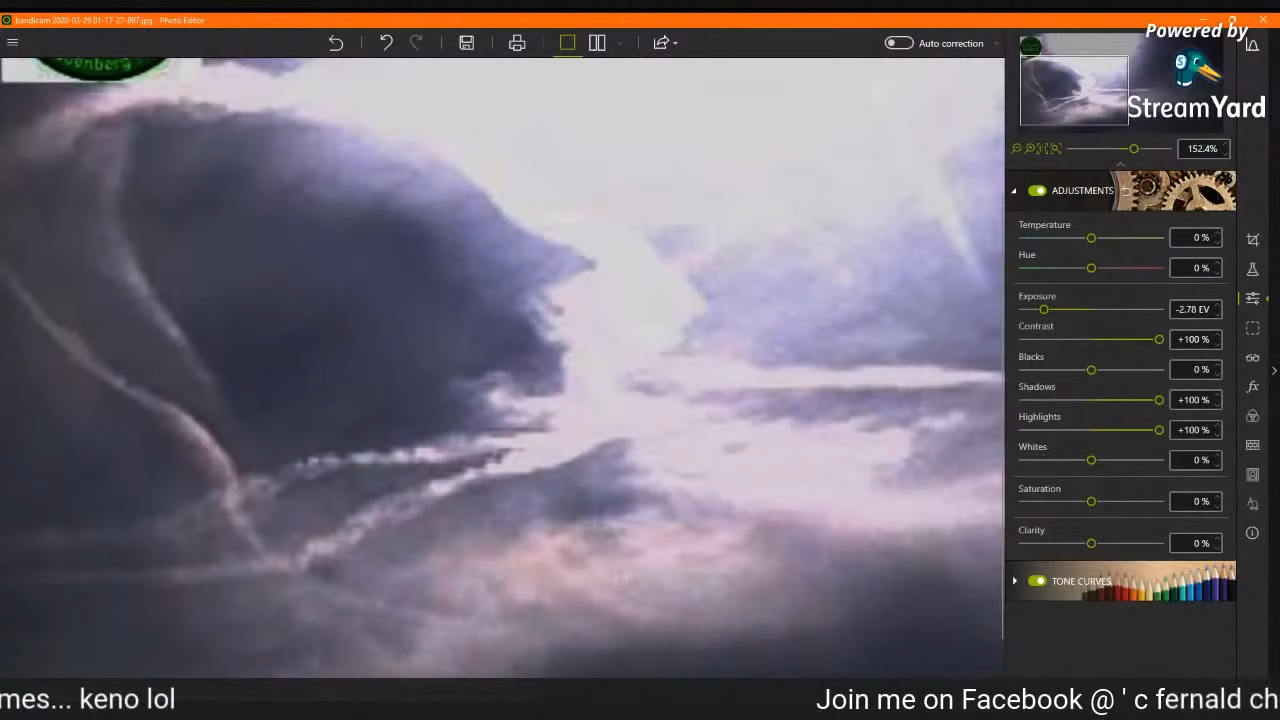 bandicam 2020-03-29 01-17-27-897.jpg - Photo Editor
Powered by
StreamYard
Auto correction
152.4%
ADJUSTMENTS
Temperature
0 %
Hue
0 %
Exposure
-2.78 EV
Contrast
+100 %
Blacks
0 %
Shadows
+100 %
Highlights
+100 %
Whites
0 %
Saturation
0 %
Clarity
0 %
TONE CURVES
mes... keno lol
Join me on Facebook @ ' c fernald ch